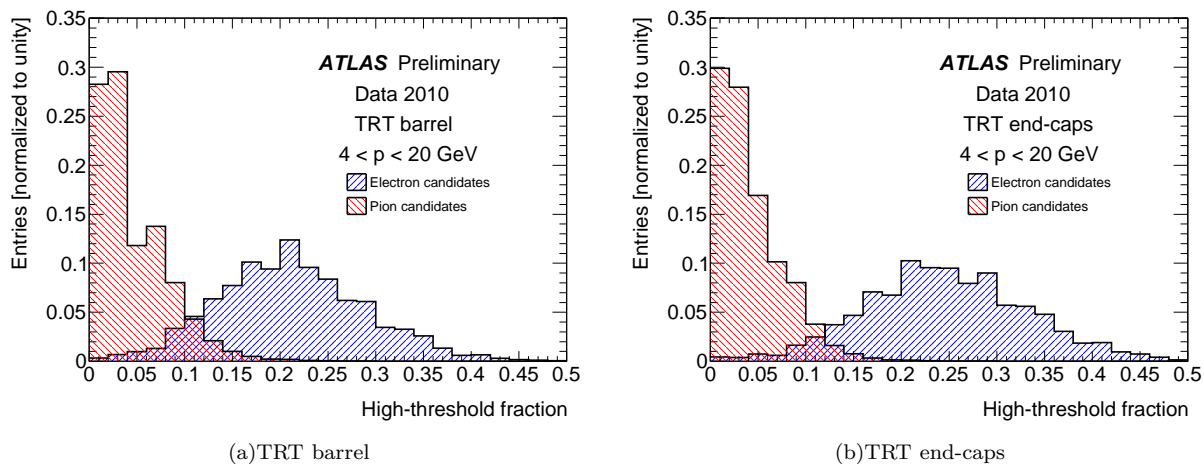 Entries [normalized to unity]
0.35
0.3
0.25
0.2
0.15
0.1
0.05
0
ATLAS Preliminary
Data 2010
TRT barrel
4 < p < 20 GeV
Electron candidates
Pion candidates
0 0.05 0.1 0.15 0.2 0.25 0.3 0.35 0.4 0.45 0.5
High-threshold fraction
(a)TRT barrel
Entries [normalized to unity]
0.35
0.3
0.25
0.2
0.15
0.1
0.05
0
ATLAS Preliminary
Data 2010
TRT end-caps
4 < p < 20 GeV
Electron candidates
Pion candidates
0 0.05 0.1 0.15 0.2 0.25 0.3 0.35 0.4 0.45 0.5
High-threshold fraction
(b)TRT end-caps